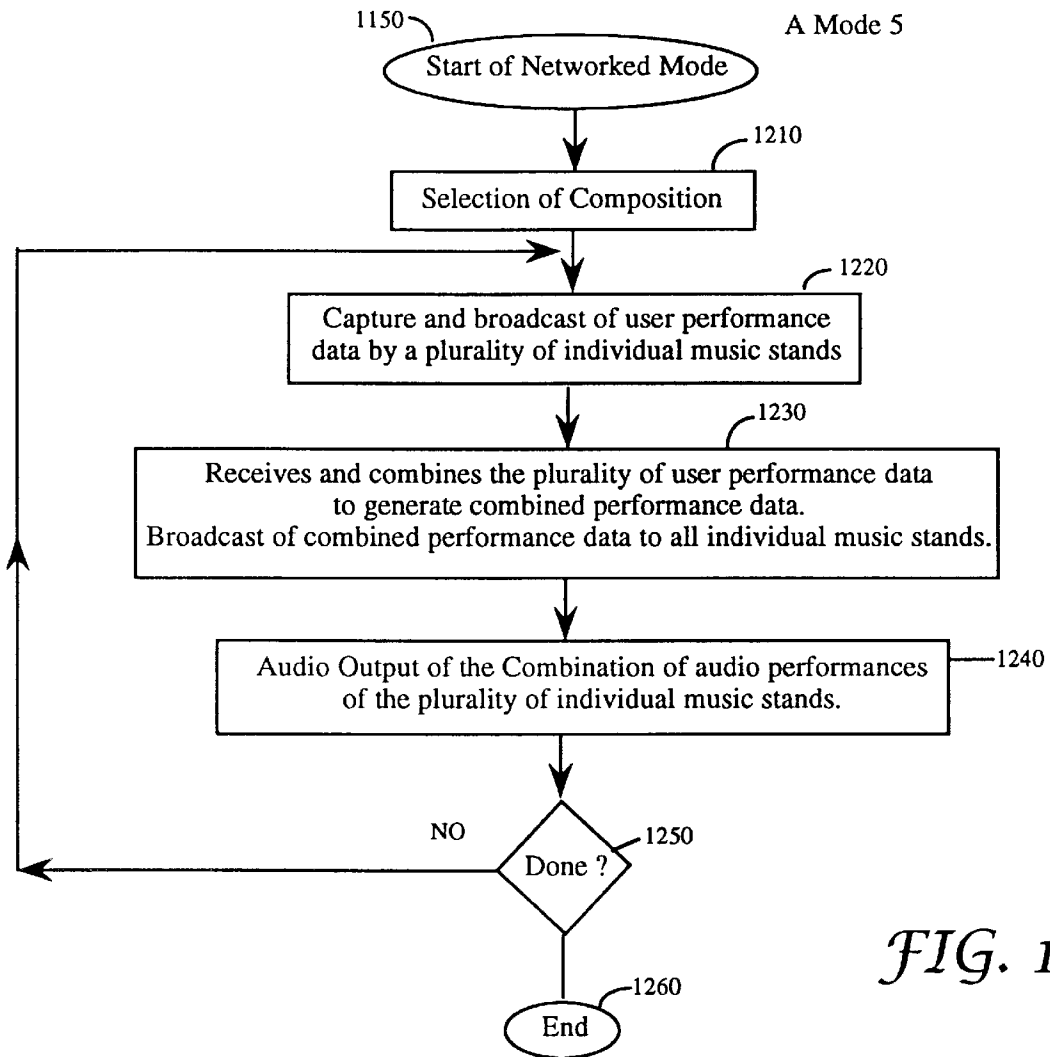 1150
A Mode 5
Start of Networked Mode
1210
Selection of Composition
1220
Capture and broadcast of user performance
data by a plurality of individual music stands
1230
Receives and combines the plurality of user performance data
to generate combined performance data.
Broadcast of combined performance data to all individual music stands.
Audio Output of the Combination of audio performances
of the plurality of individual music stands.
1240
NO
1250
Done ?
FIG. 1
1260
End